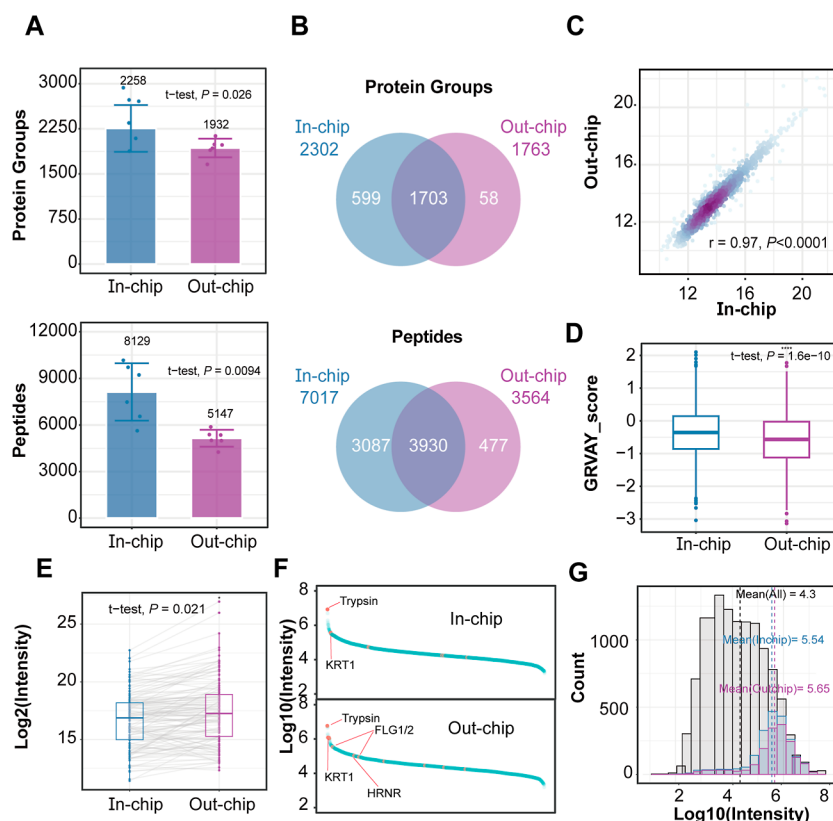 A
B
C
3000
2250
1500
750
0
Protein Groups
2258
t-test, P = 0.026
1932
In-chip
Out-chip
Protein Groups
In-chip
2302
Out-chip
1763
599
1703
58
20
16
12
Out-chip
r = 0.97, P<0.0001
12
16
20
In-chip
12000
9000
6000
3000
0
Peptides
8129
t-test, P = 0.0094
5147
In-chip
Out-chip
Peptides
In-chip
7017
Out-chip
3564
3087
3930
477
D
2
1
0
−1
−2
−3
GRVAY_score
****
t-test, P = 1.6e-10
In-chip
Out-chip
E
25
20
15
Log2(Intensity)
t-test, P = 0.021
In-chip
Out-chip
F
8
6
4
2
Log10(Intensity)
Trypsin
In-chip
KRT1
8
6
4
2
Trypsin
FLG1/2
Out-chip
KRT1
HRNR
G
1000
500
0
Count
Mean(All) = 4.3
Mean(Inchip)= 5.54
Mean(Outchip)= 5.65
2
4
6
8
Log10(Intensity)